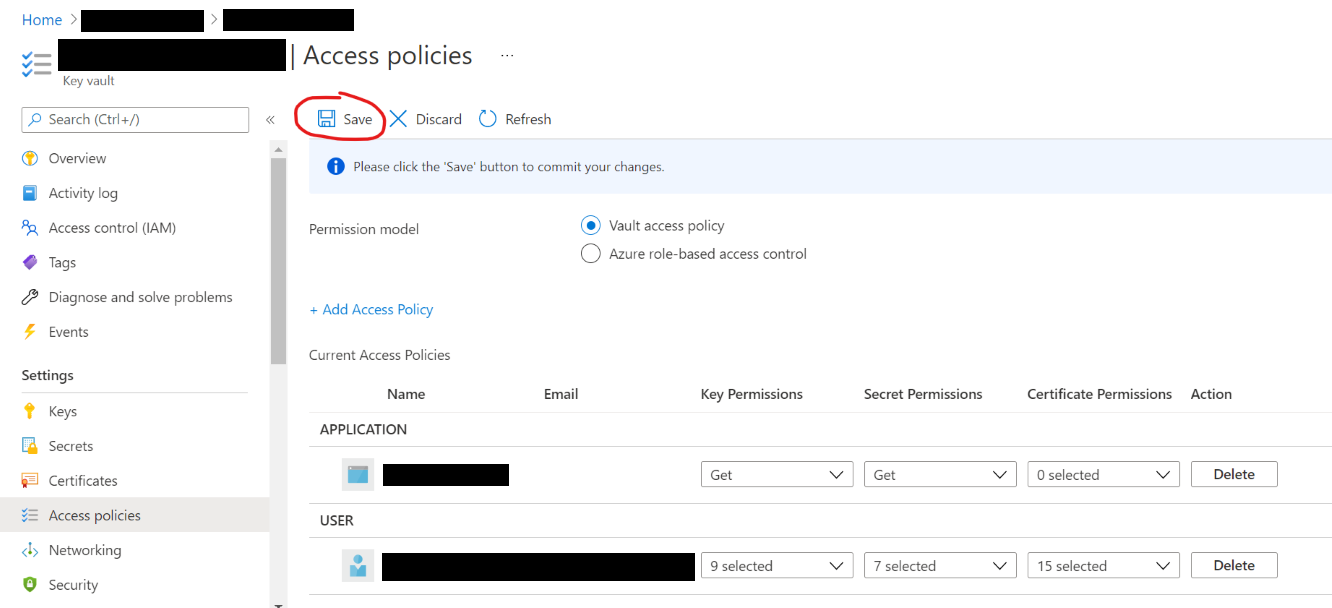 Home
| Access policies ...
Key vault
Search (Ctrl+/)
«
Save
Discard
Refresh
Overview
Activity log
Access control (IAM)
Tags
Diagnose and solve problems
Events
Settings
Keys
Secrets
Certificates
Access policies
Networking
Security
Please click the 'Save' button to commit your changes.
Permission model
Vault access policy
Azure role-based access control
+ Add Access Policy
Current Access Policies
Name Email Key Permissions Secret Permissions Certificate Permissions Action
APPLICATION
Get Get 0 selected Delete
USER
9 selected 7 selected 15 selected Delete